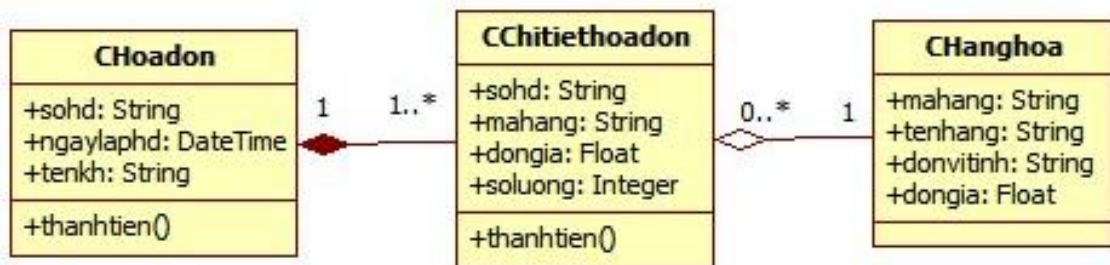 CHoadon
+sohd: String
+ngaylaphd: DateTime
+tenkh: String
+thanhtien()
1
1..*
CChitiethoadon
+sohd: String
+mahang: String
+dongia: Float
+soluong: Integer
+thanhtien()
0..*
1
CHanghoa
+mahang: String
+tenhang: String
+donvitinh: String
+dongia: Float